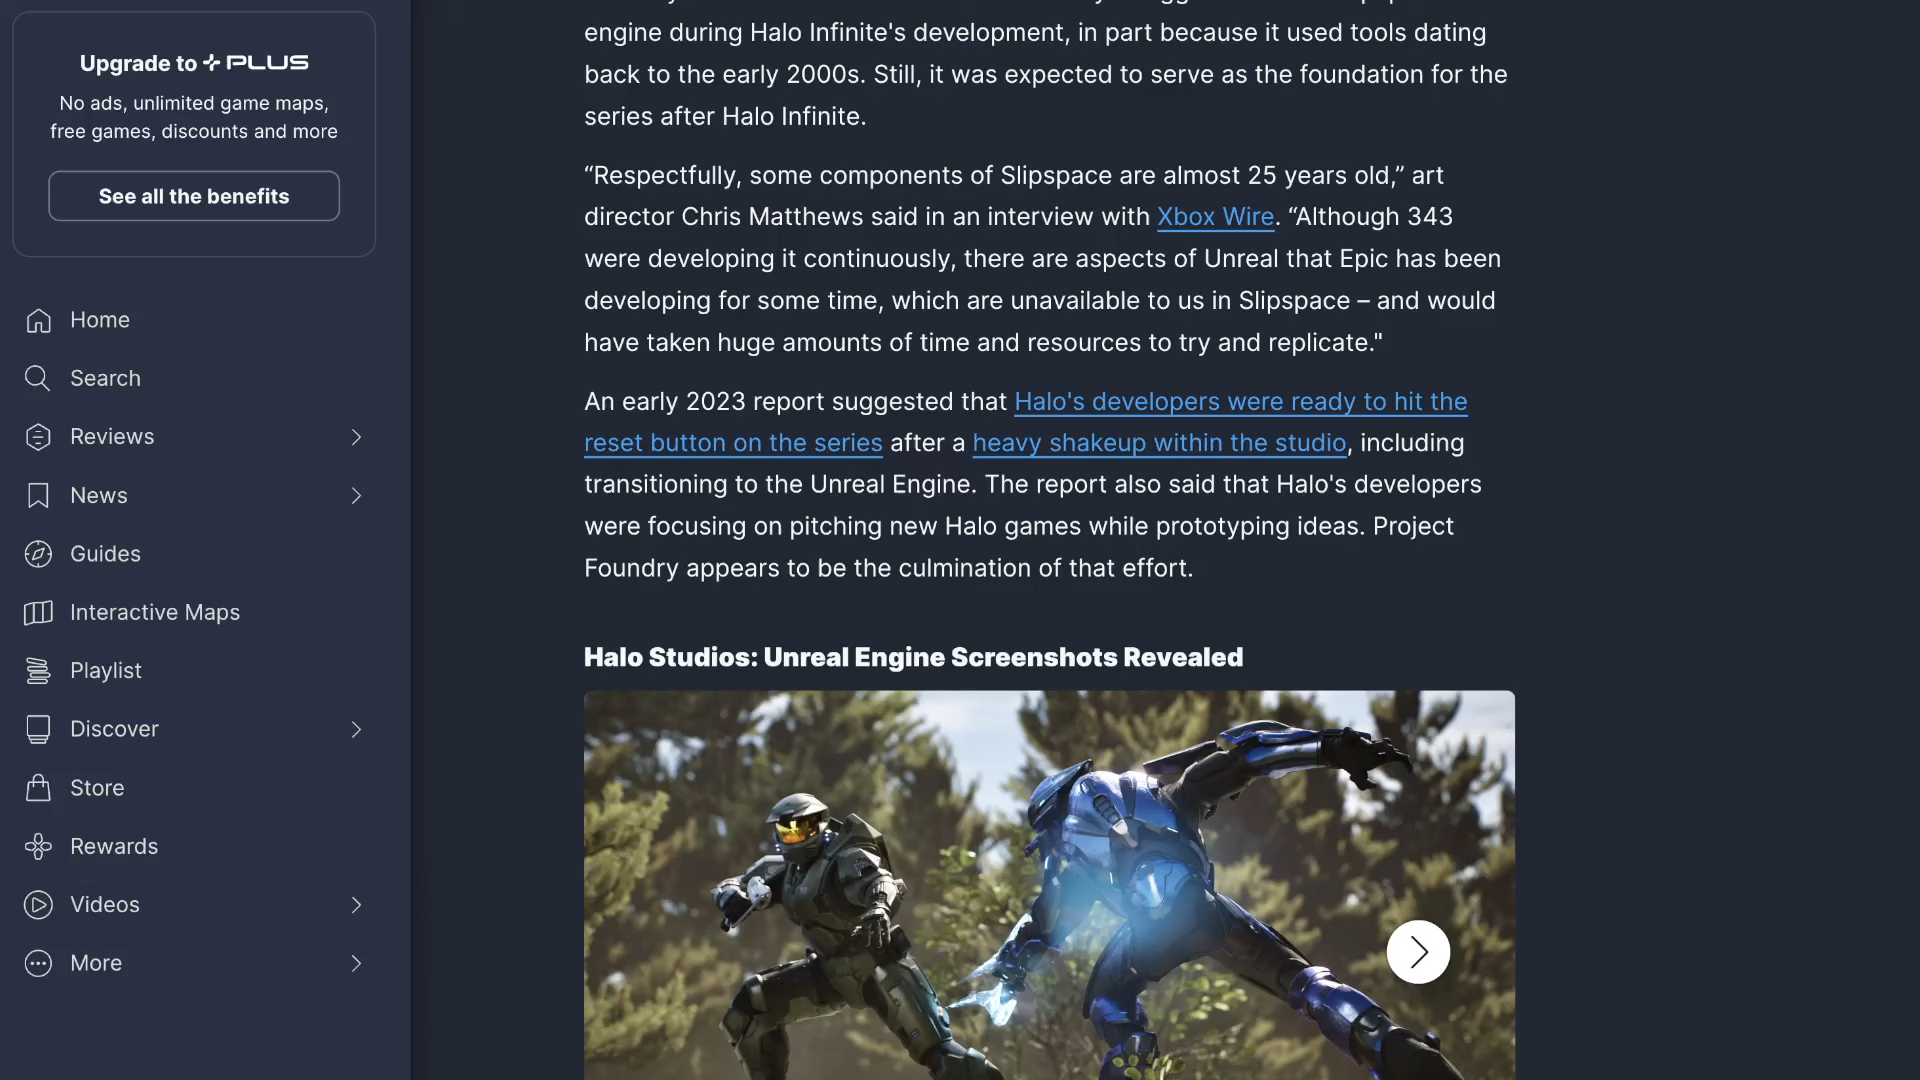 Upgrade to PLUS
No ads, unlimited game maps,
free games, discounts and more
See all the benefits
Home
Search
Reviews
News
Guides
Interactive Maps
Playlist
Discover
Store
Rewards
Videos
More
engine during Halo Infinite's development, in part because it used tools dating
back to the early 2000s. Still, it was expected to serve as the foundation for the
series after Halo Infinite.
“Respectfully, some components of Slipspace are almost 25 years old,” art
director Chris Matthews said in an interview with Xbox Wire. “Although 343
were developing it continuously, there are aspects of Unreal that Epic has been
developing for some time, which are unavailable to us in Slipspace – and would
have taken huge amounts of time and resources to try and replicate."
An early 2023 report suggested that Halo's developers were ready to hit the
reset button on the series after a heavy shakeup within the studio, including
transitioning to the Unreal Engine. The report also said that Halo's developers
were focusing on pitching new Halo games while prototyping ideas. Project
Foundry appears to be the culmination of that effort.
Halo Studios: Unreal Engine Screenshots Revealed